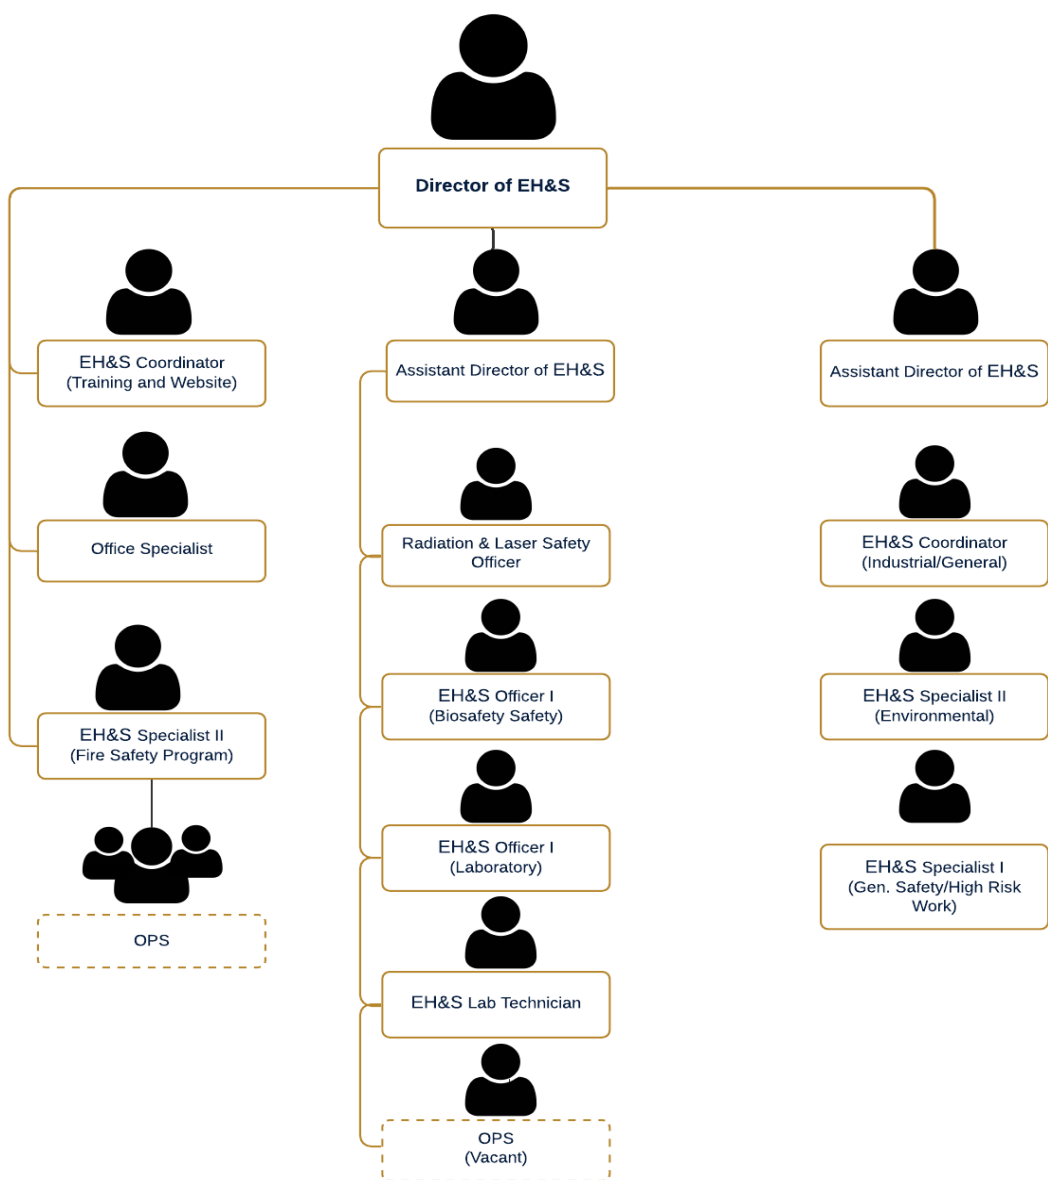 Director of EH&S
EH&S Coordinator
(Training and Website)
Office Specialist
EH&S Specialist II
(Fire Safety Program)
OPS
Assistant Director of EH&S
Radiation & Laser Safety
Officer
EH&S Officer I
(Biosafety Safety)
EH&S Officer I
(Laboratory)
EH&S Lab Technician
OPS
(Vacant)
Assistant Director of EH&S
EH&S Coordinator
(Industrial/General)
EH&S Specialist II
(Environmental)
EH&S Specialist I
(Gen. Safety/High Risk
Work)